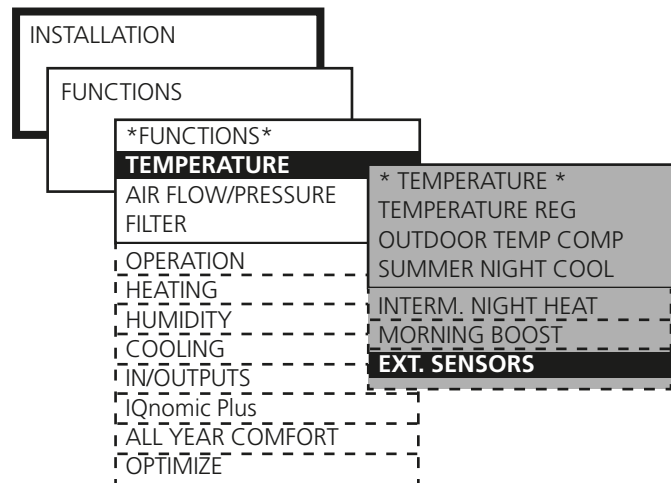 INSTALLATION
FUNCTIONS
*FUNCTIONS*
TEMPERATURE
AIR FLOW/PRESSURE
FILTER
OPERATION
HEATING
HUMIDITY
COOLING
IN/OUTPUTS
IQnomic Plus
ALL YEAR COMFORT
OPTIMIZE
* TEMPERATURE *
TEMPERATURE REG
OUTDOOR TEMP COMP
SUMMER NIGHT COOL
INTERM. NIGHT HEAT
MORNING BOOST
EXT. SENSORS